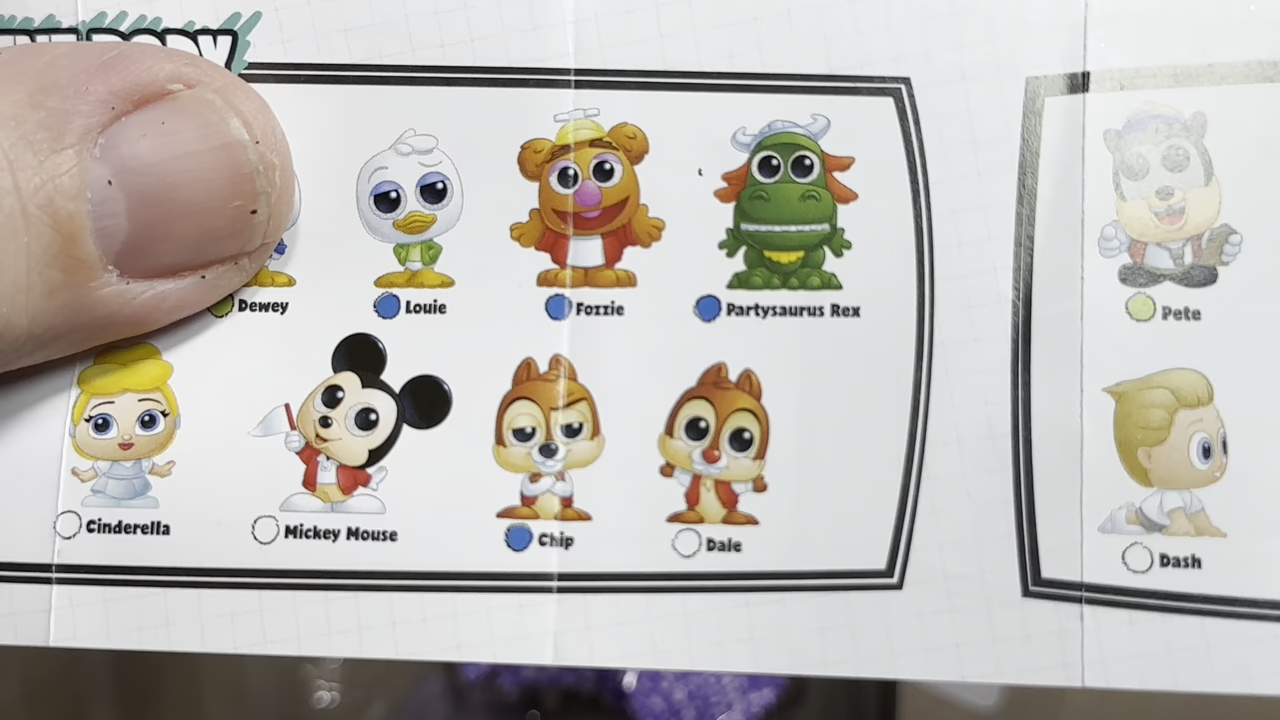 Dewey
Louie
Fozzie
Partysaurus Rex
Pete
Cinderella
Mickey Mouse
Chip
Dale
Dash